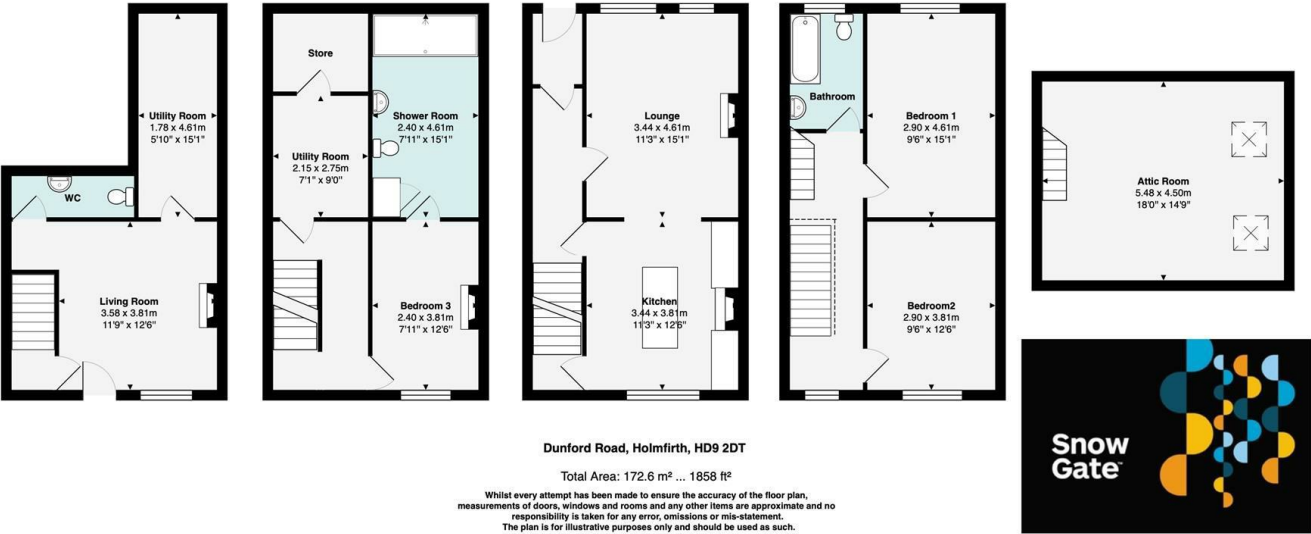 Utility Room
1.78 x 4.61m
5'10" x 15'1"
WC
Living Room
3.58 x 3.81m
11'9" x 12'6"
Store
Shower Room
2.40 x 4.61m
7'11" x 15'1"
Utility Room
2.15 x 2.75m
7'1" x 9'0"
Bedroom 3
2.40 x 3.81m
7'11" x 12'6"
Lounge
3.44 x 4.61m
11'3" x 15'1"
Kitchen
3.44 x 3.81m
11'3" x 12'6"
Bathroom
Bedroom 1
2.90 x 4.61m
9'6" x 15'1"
Bedroom2
2.90 x 3.81m
9'6" x 12'6"
Attic Room
5.48 x 4.50m
18'0" x 14'9"
Snow
Gate™
Dunford Road, Holmfirth, HD9 2DT
Total Area: 172.6 m² ... 1858 ft²
Whilst every attempt has been made to ensure the accuracy of the floor plan,
measurements of doors, windows and rooms and any other items are approximate and no
responsibility is taken for any error, omissions or mis-statement.
The plan is for illustrative purposes only and should be used as such.